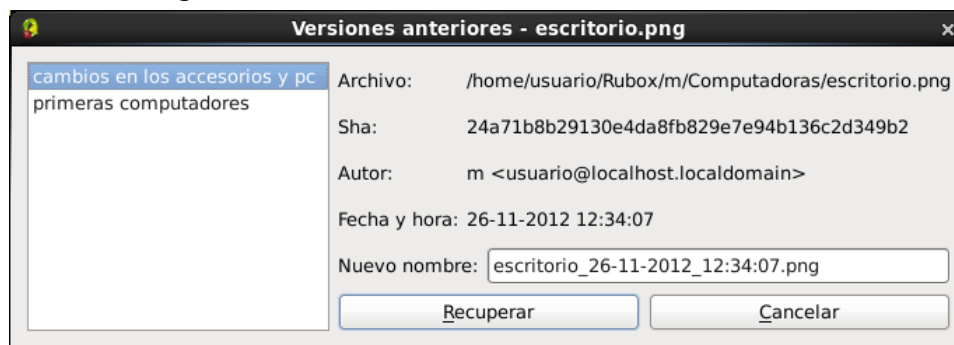 Versiones anteriores - escritorio.png
cambios en los accesorios y pc
primeras computadores
Archivo: /home/usuario/Rubox/m/Computadoras/escritorio.png
Sha: 24a71b8b29130e4da8fb829e7e94b136c2d349b2
Autor: m <usuario@localhost.localdomain>
Fecha y hora: 26-11-2012 12:34:07
Nuevo nombre: escritorio_26-11-2012_12:34:07.png
Recuperar Cancelar